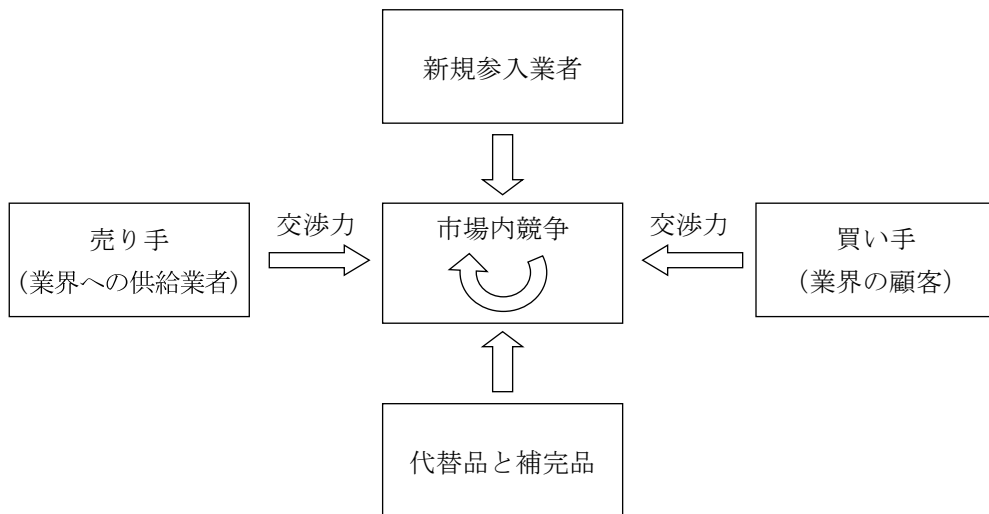 新規参入業者
売り手
（業界への供給業者）
交渉力
市場内競争
交渉力
買い手
（業界の顧客）
代替品と補完品